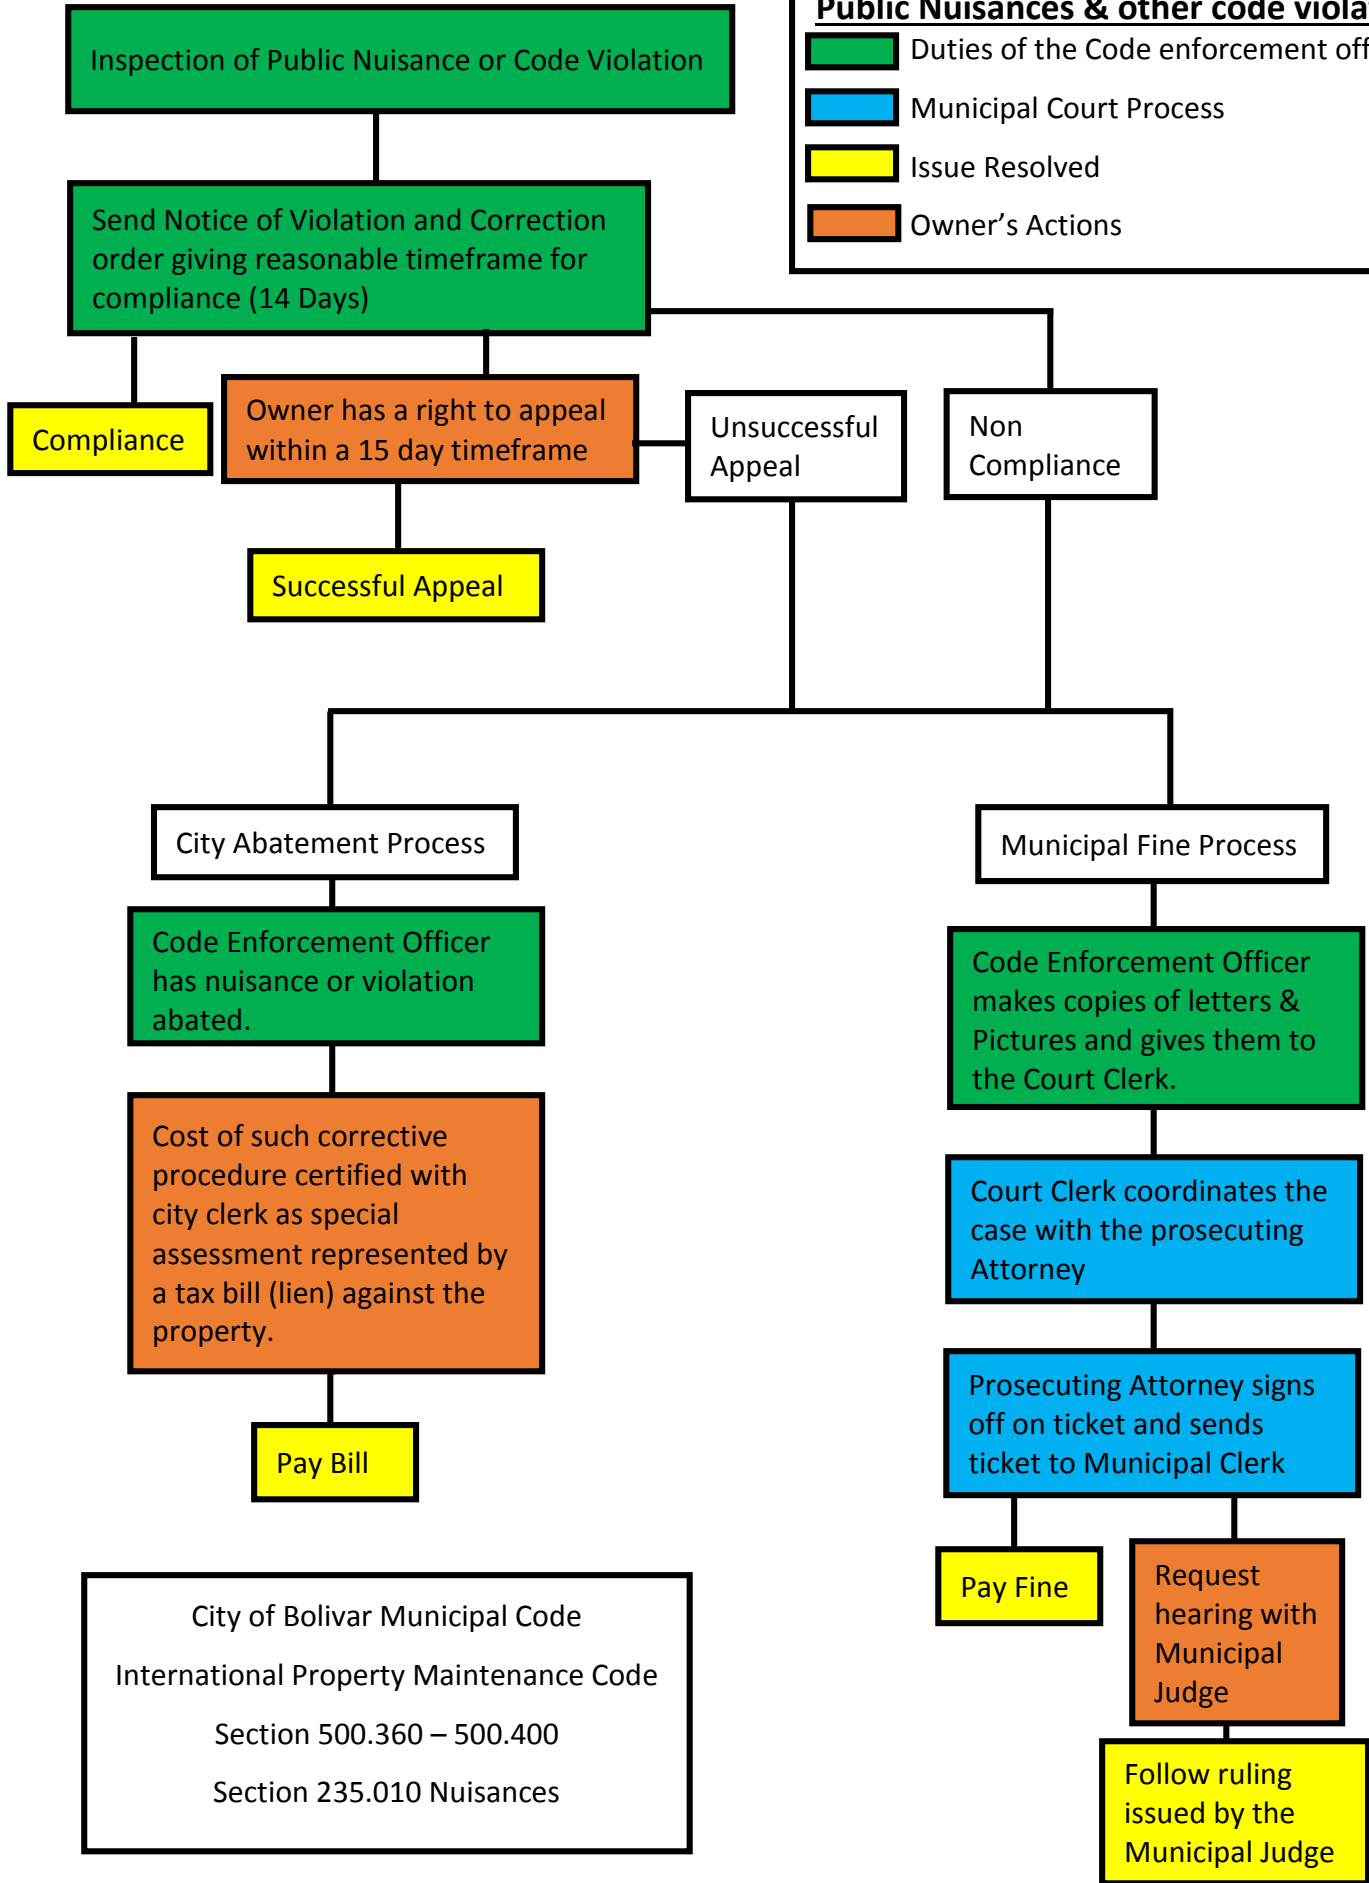 Public Nuisances & other code
Duties of the Code enforcement
Municipal Court Process
Issue Resolved
Owner's Actions
Inspection of Public Nuisance or Code Violation
Send Notice of Violation and Correction
order giving reasonable timeframe for
compliance (14 Days)
Compliance
Owner has a right to appeal
within a 15 day timeframe
Unsuccessful
Appeal
Non
Compliance
Successful Appeal
City Abatement Process
Code Enforcement Officer
has nuisance or violation
abated.
Cost of such corrective
procedure certified with
city clerk as special
assessment represented by
a tax bill (lien) against the
property.
Pay Bill
Municipal Fine Process
Code Enforcement Officer
makes copies of letters &
Pictures and gives them to
the Court Clerk.
Court Clerk coordinates the
case with the prosecuting
Attorney
Prosecuting Attorney signs
off on ticket and sends
ticket to Municipal Clerk
Pay Fine
Request
hearing with
Municipal
Judge
Follow ruling
issued by the
Municipal Judge
City of Bolivar Municipal Code
International Property Maintenance Code
Section 500.360 – 500.400
Section 235.010 Nuisances